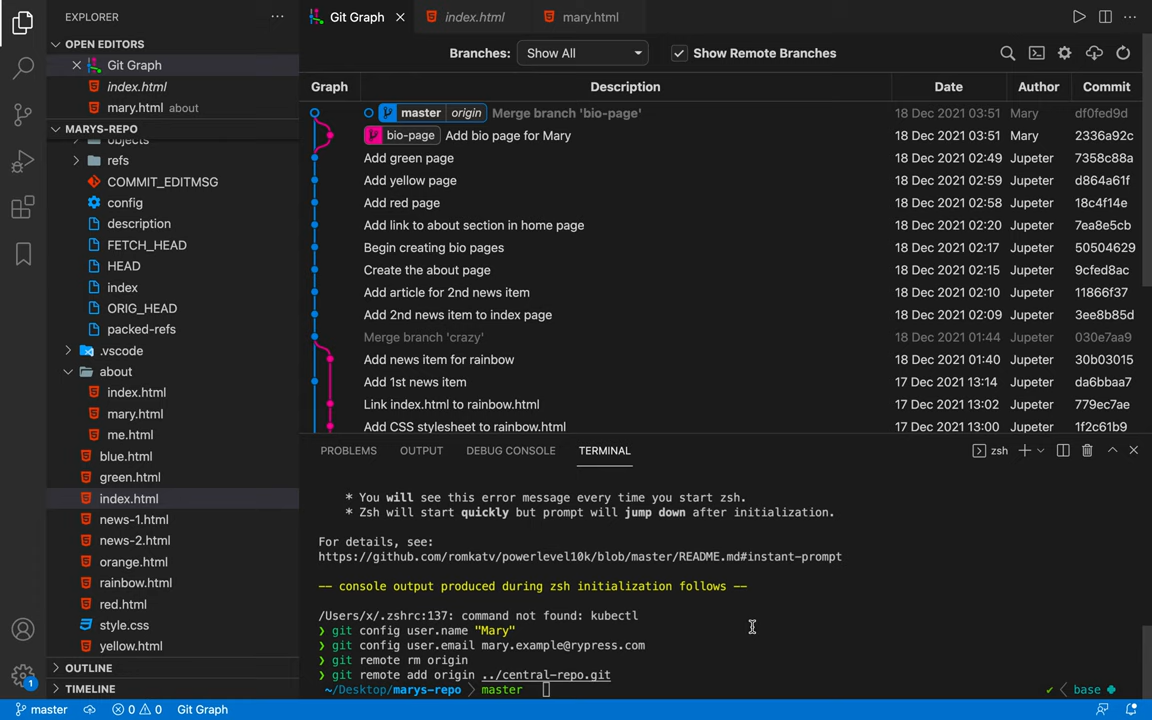 EXPLORER
OPEN EDITORS
Git Graph
index.html
mary.html about
MARYS-REPO
objects
refs
COMMIT_EDITMSG
config
description
FETCH_HEAD
HEAD
index
ORIG_HEAD
packed-refs
.vscode
about
index.html
mary.html
me.html
blue.html
green.html
index.html
news-1.html
news-2.html
orange.html
rainbow.html
red.html
style.css
yellow.html
OUTLINE
TIMELINE
Git Graph index.html mary.html
Branches: Show All Show Remote Branches
Graph Description Date Author Commit
master origin Merge branch 'bio-page' 18 Dec 2021 03:51 Mary df0fed9d
bio-page Add bio page for Mary 18 Dec 2021 03:51 Mary 2336a92c
Add green page 18 Dec 2021 02:49 Jupeter 7358c88a
Add yellow page 18 Dec 2021 02:59 Jupeter d864a61f
Add red page 18 Dec 2021 02:58 Jupeter 18c4f14e
Add link to about section in home page 18 Dec 2021 02:20 Jupeter 7ea8e5cb
Begin creating bio pages 18 Dec 2021 02:17 Jupeter 50504629
Create the about page 18 Dec 2021 02:15 Jupeter 9cfed8ac
Add article for 2nd news item 18 Dec 2021 02:10 Jupeter 11866f37
Add 2nd news item to index page 18 Dec 2021 02:09 Jupeter 3ee8b85d
Merge branch 'crazy' 18 Dec 2021 01:44 Jupeter 030e7aa9
Add news item for rainbow 18 Dec 2021 01:40 Jupeter 30b03015
Add 1st news item 17 Dec 2021 13:14 Jupeter da6bbaa7
Link index.html to rainbow.html 17 Dec 2021 13:02 Jupeter 779ec7ae
Add CSS stylesheet to rainbow.html 17 Dec 2021 13:00 Jupeter 1f2c61b9
PROBLEMS OUTPUT DEBUG CONSOLE TERMINAL zsh
* You will see this error message every time you start zsh.
* Zsh will start quickly but prompt will jump down after initialization.
For details, see:
https://github.com/romkatv/powerlevel10k/blob/master/README.md#instant-prompt
-- console output produced during zsh initialization follows --
/Users/x/.zshrc:137: command not found: kubectl
❯ git config user.name "Mary"
❯ git config user.email mary.example@rypress.com
❯ git remote rm origin
❯ git remote add origin ../central-repo.git
~/Desktop/marys-repo master ✔ base
1
master 0 0 Git Graph